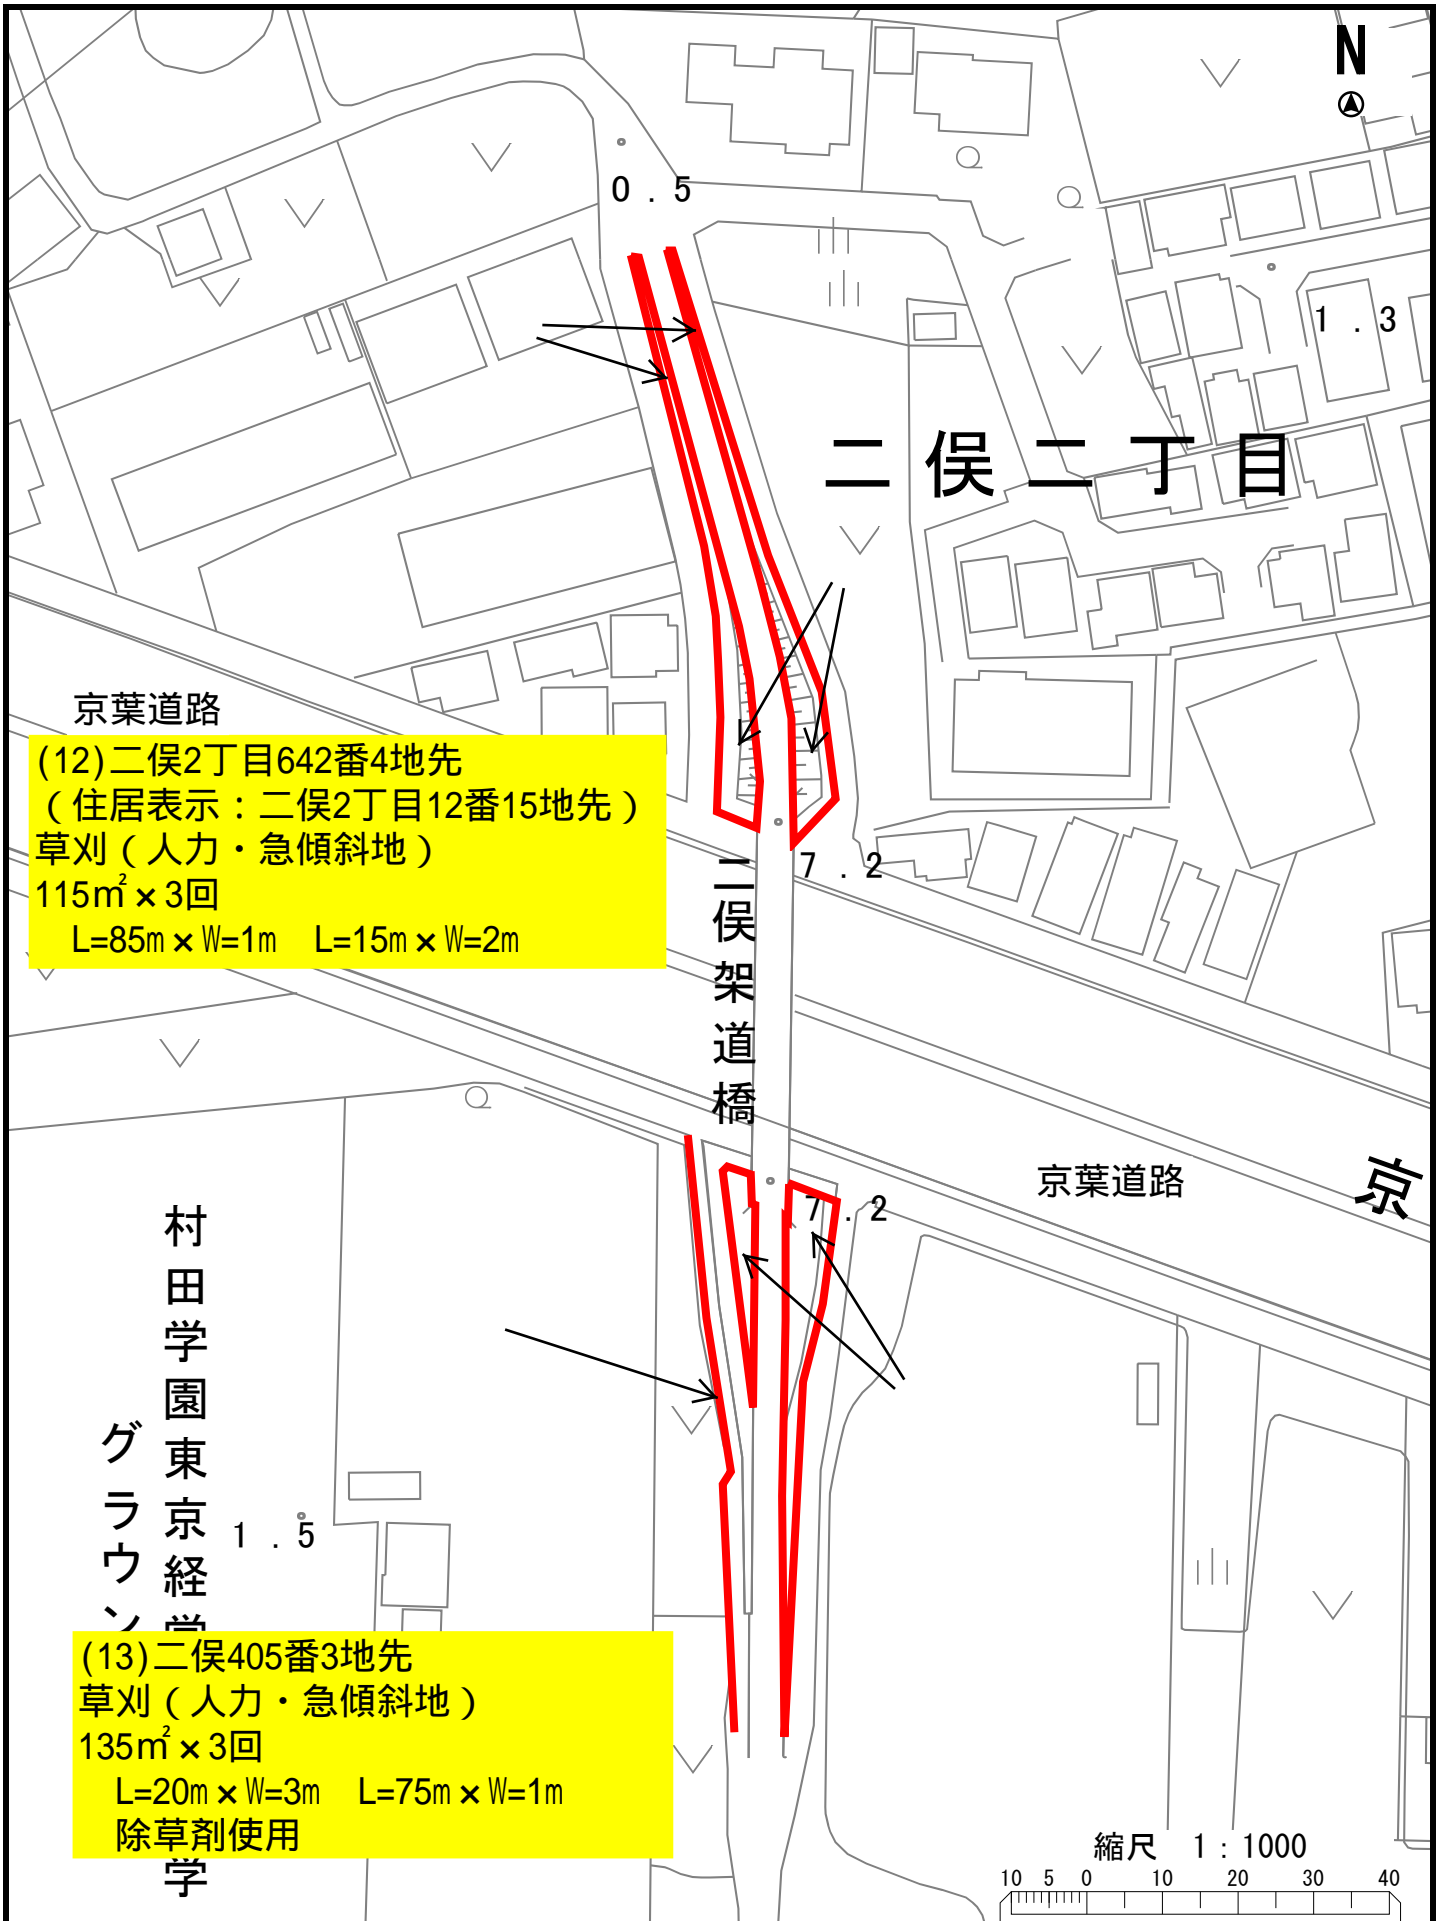 N
0.5
1.3
二俣二丁目
京葉道路
(12)二俣2丁目642番4地先
（住居表示：二俣2丁目12番15地先）
草刈（人力・急傾斜地）
115㎡×3回
L=85m×W=1m　L=15m×W=2m
7.2
二俣架道橋
京葉道路
京
7.2
村田学園東京経
学
グラウン
1.5
(13)二俣405番3地先
草刈（人力・急傾斜地）
135㎡×3回
L=20m×W=3m　L=75m×W=1m
除草剤使用
縮尺　1：1000
10 5 0 10 20 30 40